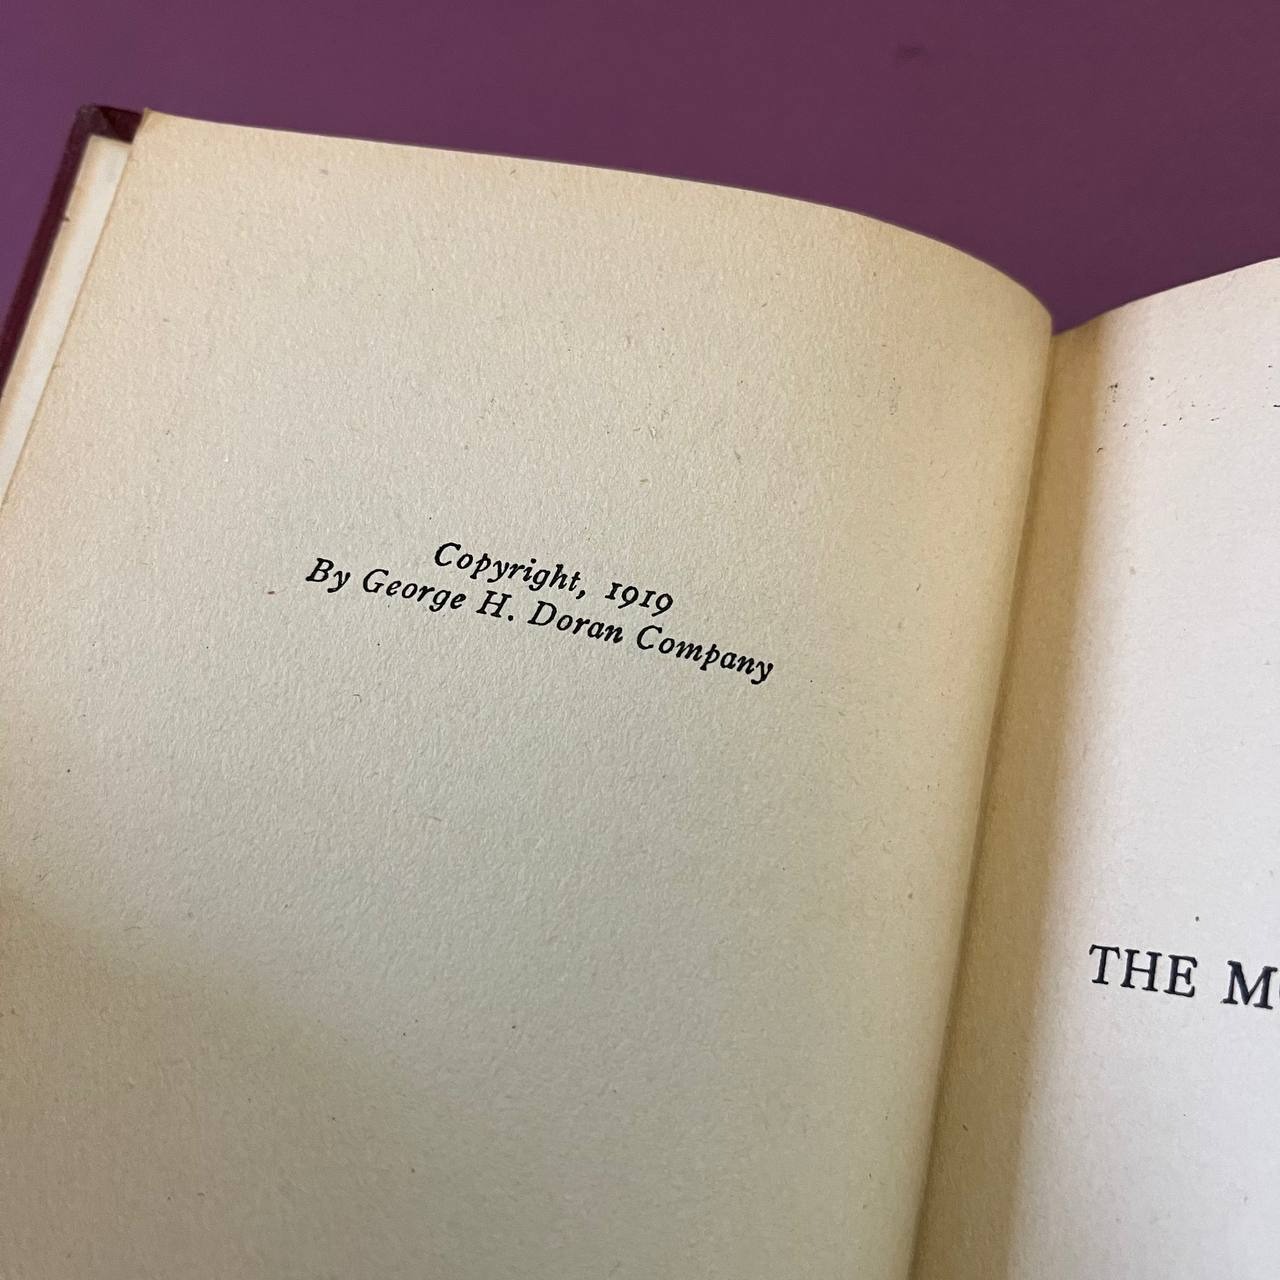 Copyright, 1919
By George H. Doran Company
THE